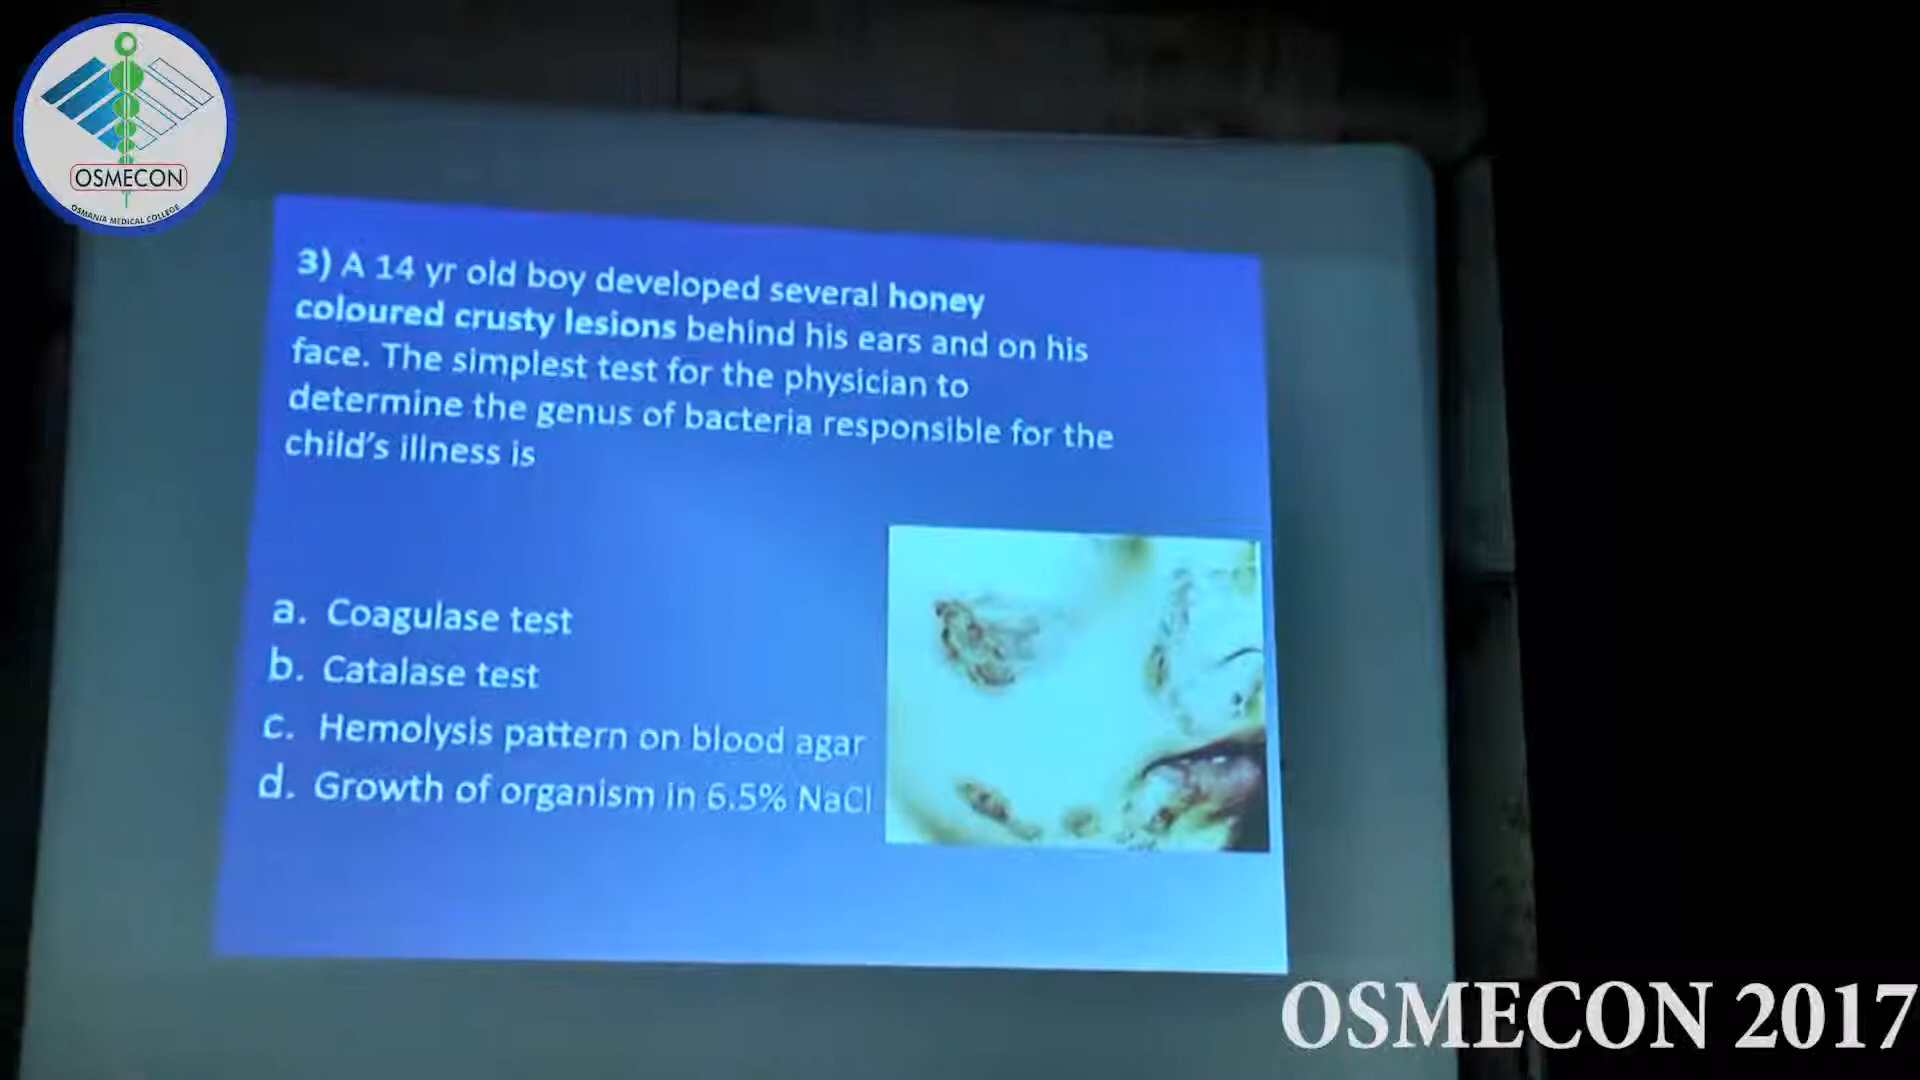 OSMECON
OSMANIA MEDICAL COLLEGE
3) A 14 yr old boy developed several honey
coloured crusty lesions behind his ears and on his
face. The simplest test for the physician to
determine the genus of bacteria responsible for the
child's illness is
a. Coagulase test
b. Catalase test
c. Hemolysis pattern on blood agar
d. Growth of organism in 6.5% NaCl
OSMECON 2017